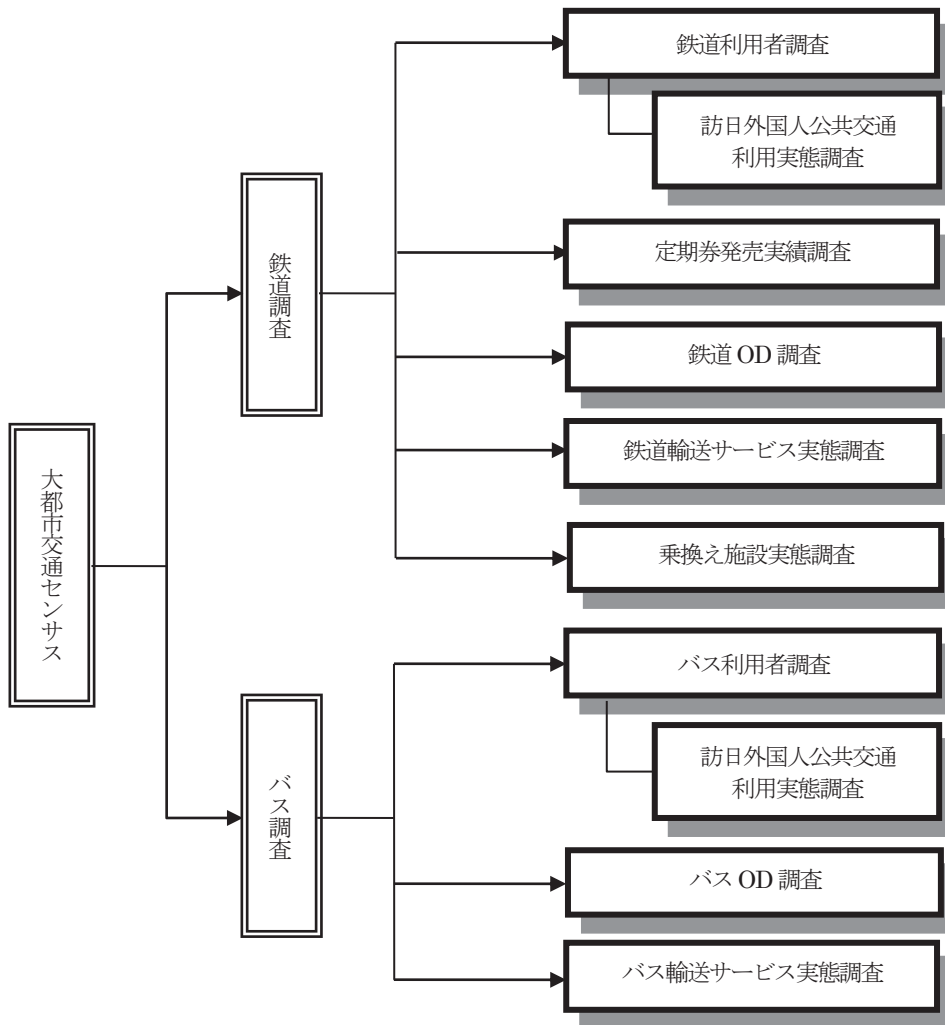 大都市交通センサス
鉄道調査
鉄道利用者調査
訪日外国人公共交通
利用実態調査
定期券発売実績調査
鉄道 OD 調査
鉄道輸送サービス実態調査
乗換え施設実態調査
バス調査
バス利用者調査
訪日外国人公共交通
利用実態調査
バス OD 調査
バス輸送サービス実態調査